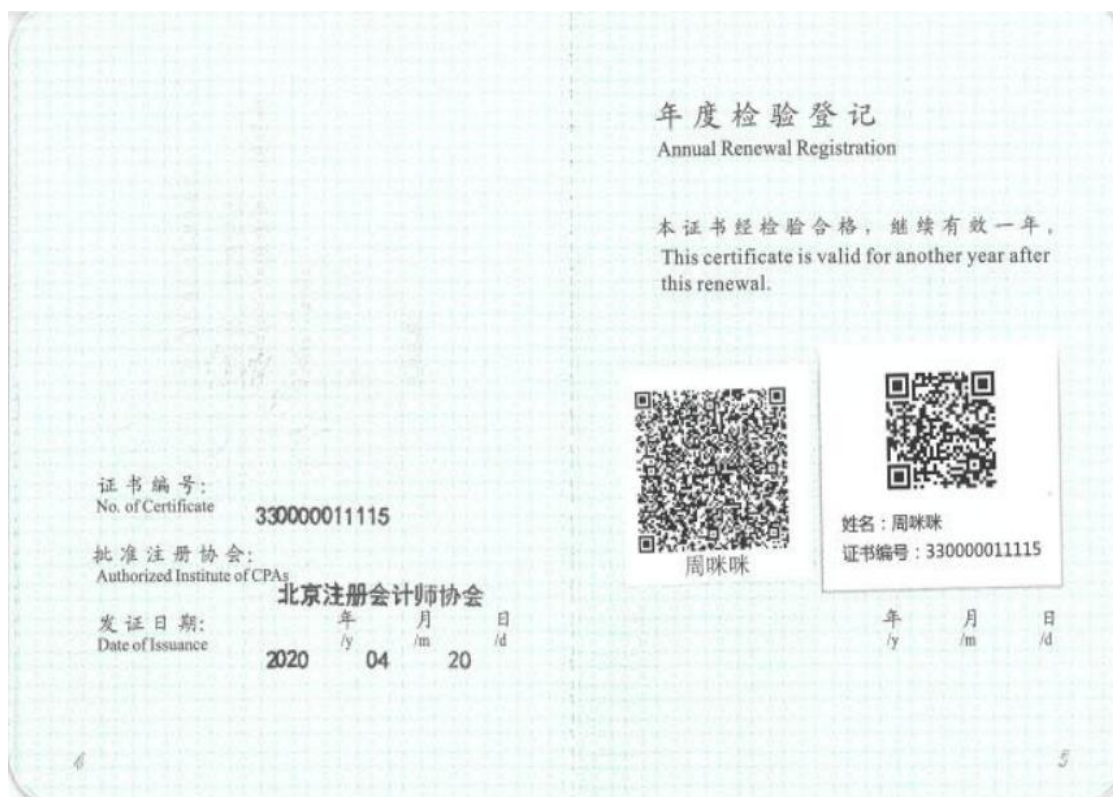 证书编号:
No. of Certificate
330000011115
批准注册协会:
Authorized Institute of CPAs
北京注册会计师协会
发证日期:
Date of Issuance
年 月 日
/y /m /d
2020 04 20
年度检验登记
Annual Renewal Registration
本证书经检验合格，继续有效一年。
This certificate is valid for another year after
this renewal.
周咪咪
姓名：周咪咪
证书编号：330000011115
年 月 日
/y /m /d
5